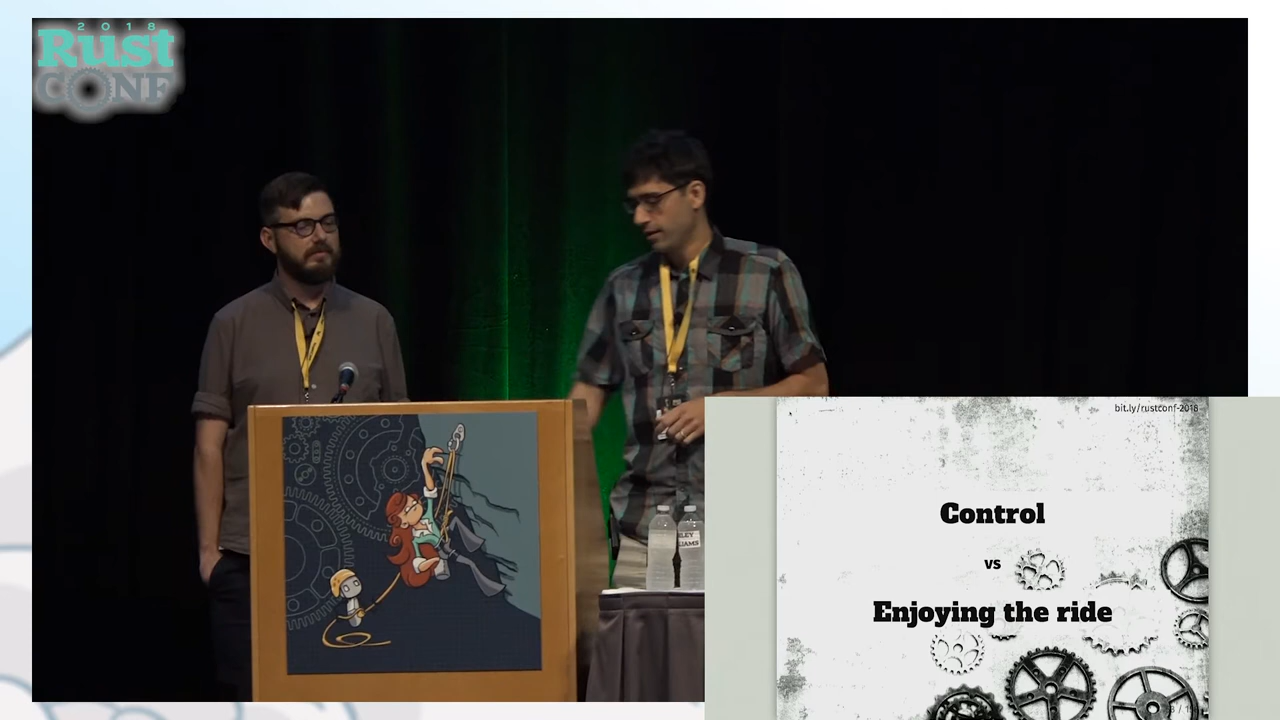 2018
Rust
CONF
bit.ly/rustconf-2018
Control
vs
Enjoying the ride